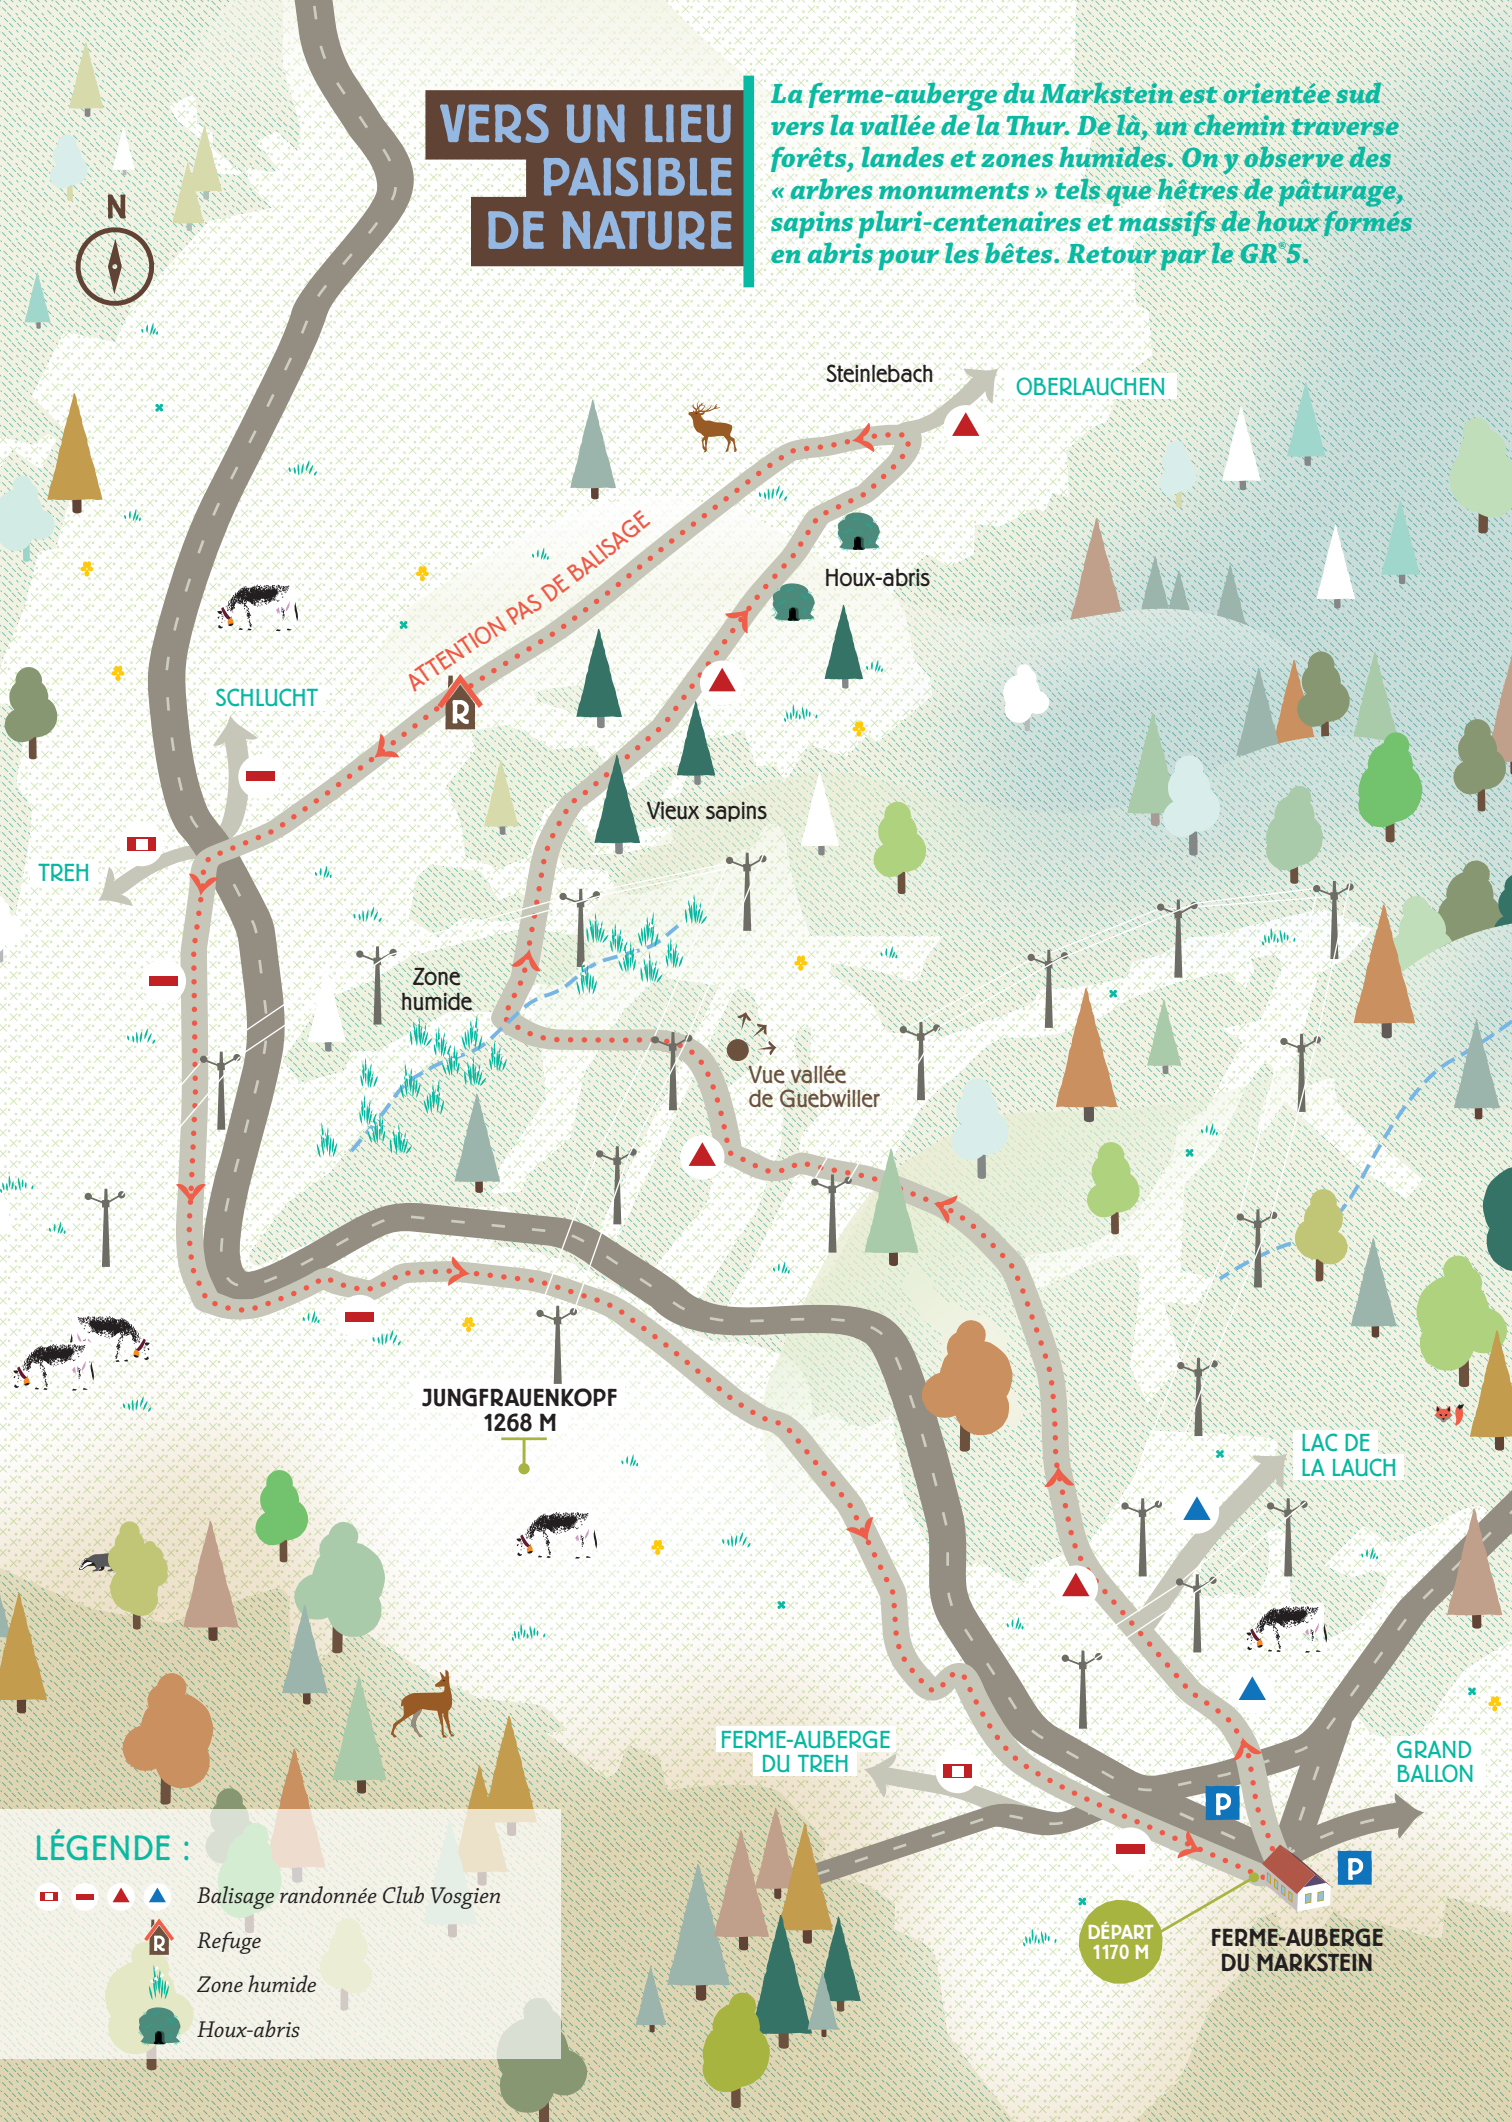 VERS UN LIEU
PAISIBLE
DE NATURE
La ferme-auberge du Markstein est orientée sud
vers la vallée de la Thur. De là, un chemin traverse
forêts, landes et zones humides. On y observe des
« arbres monuments » tels que hêtres de pâturage,
sapins pluri-centenaires et massifs de houx formés
en abris pour les bêtes. Retour par le GR®5.
N
Steinlebach
OBERLAUCHEN
ATTENTION PAS DE BALISAGE
Houx-abris
R
SCHLUCHT
Vieux sapins
TREH
Zone
humide
Vue vallée
de Guebwiller
JUNGFRAUENKOPF
1268 M
LAC DE
LA LAUCH
FERME-AUBERGE
DU TREH
GRAND
BALLON
P
P
DÉPART
1170 M
FERME-AUBERGE
DU MARKSTEIN
LÉGENDE :
Balisage randonnée Club Vosgien
R
Refuge
Zone humide
Houx-abris